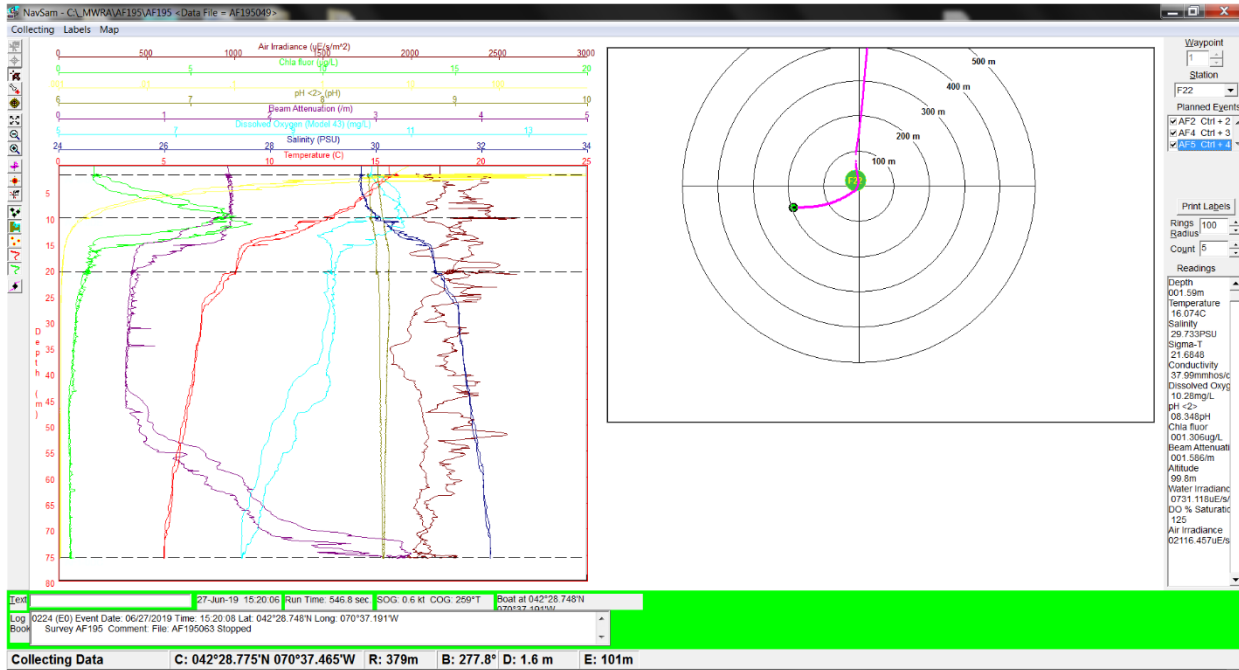 NavSam - C:\_MWRA\AF195\AF195 <Data File = AF195049>
Collecting Labels Map
Air Irradiance (uE/s/m^2)
0 500 1000 2000 2500 3000
Chla fluor
0 5 15 20
pH <2> (pH)
6 7 8 9 10
Beam Attenuation (/m)
0 1 3 4 5
Dissolved Oxygen (Model 43) (mg/L)
5 7 11 13
Salinity (PSU)
24 26 28 30 32 34
Temperature (C)
0 5 10 15 20 25
Depth (m)
5
10
15
20
25
30
35
40
45
50
55
60
65
70
75
80
500 m
400 m
300 m
200 m
100 m
Waypoint
1
Station
F22
Planned Events
AF2 Ctrl + 2
AF4 Ctrl + 3
AF5 Ctrl + 4
Print Labels
Rings Radius 100
Count 5
Readings
Depth
001.59m
Temperature
16.074C
Salinity
29.733PSU
Sigma-T
21.6848
Conductivity
37.99mmhos/c
Dissolved Oxyg
10.28mg/L
pH <2>
08.348pH
Chla fluor
001.306ug/L
Beam Attenuati
001.586/m
Altitude
99.8m
Water Irradianc
0731.118uE/s/
DO % Saturatic
125
Air Irradiance
02116.457uE/s
Text 27-Jun-19 15:20:06 Run Time: 546.8 sec SOG: 0.6 kt COG: 259°T Boat at 042°28.748'N
070°37.191'W
Log Book 0224 (E0) Event Date: 06/27/2019 Time: 15:20:08 Lat: 042°28.748'N Long: 070°37.191'W
Survey AF195 Comment: File: AF195063 Stopped
Collecting Data C: 042°28.775'N 070°37.465'W R: 379m B: 277.8° D: 1.6 m E: 101m